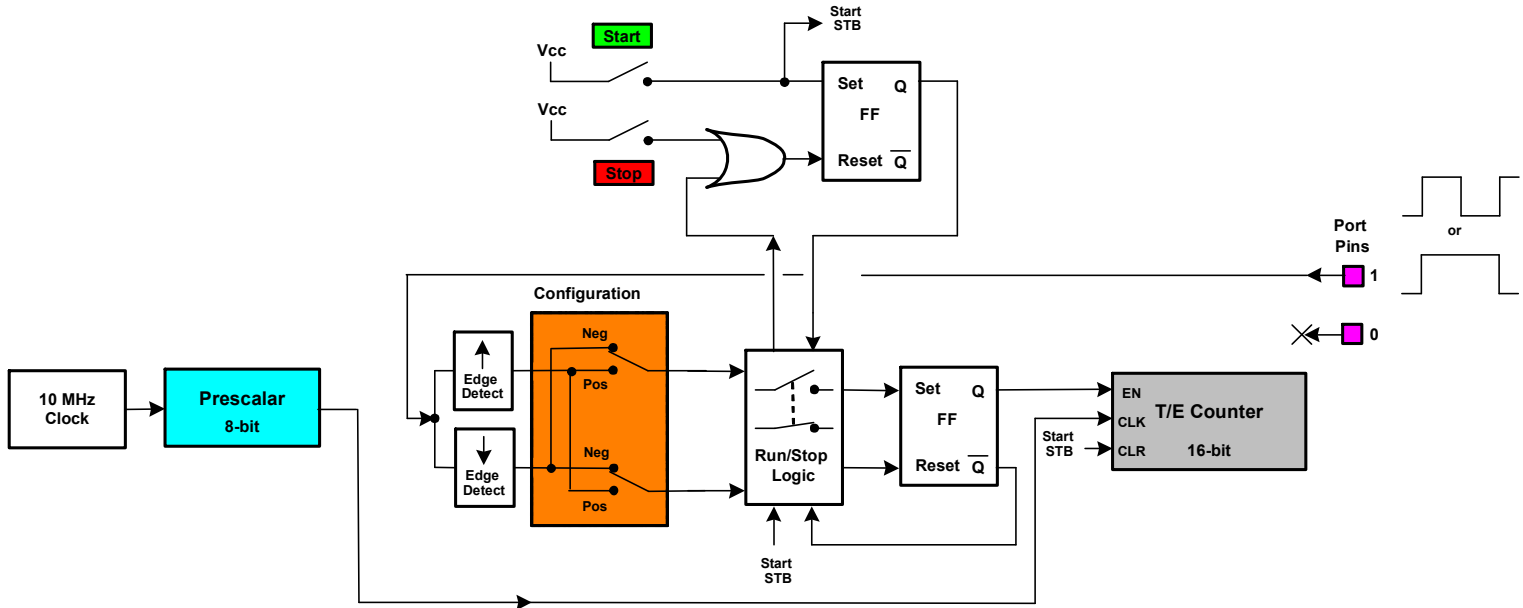 Start
STB
Start
Vcc
Set Q
FF
Vcc
Reset Q
Stop
Port
Pins
or
1
0
Configuration
Neg
Edge
Detect
Pos
10 MHz
Clock
Prescalar
8-bit
Neg
Edge
Detect
Pos
Run/Stop
Logic
Start
STB
Set Q
FF
Reset Q
EN
T/E Counter
CLK
Start
STB
CLR
16-bit